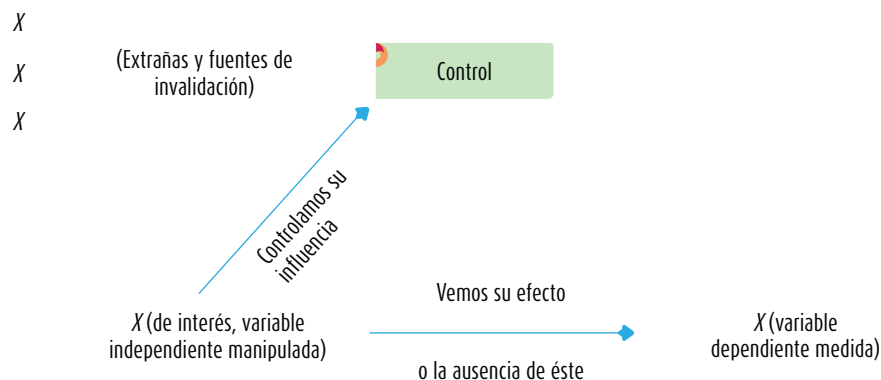 X
X
X
(Extrañas y fuentes de
invalidación)
Control
Controlamos su
influencia
Vemos su efecto
o la ausencia de éste
X (de interés, variable
independiente manipulada)
X (variable
dependiente medida)